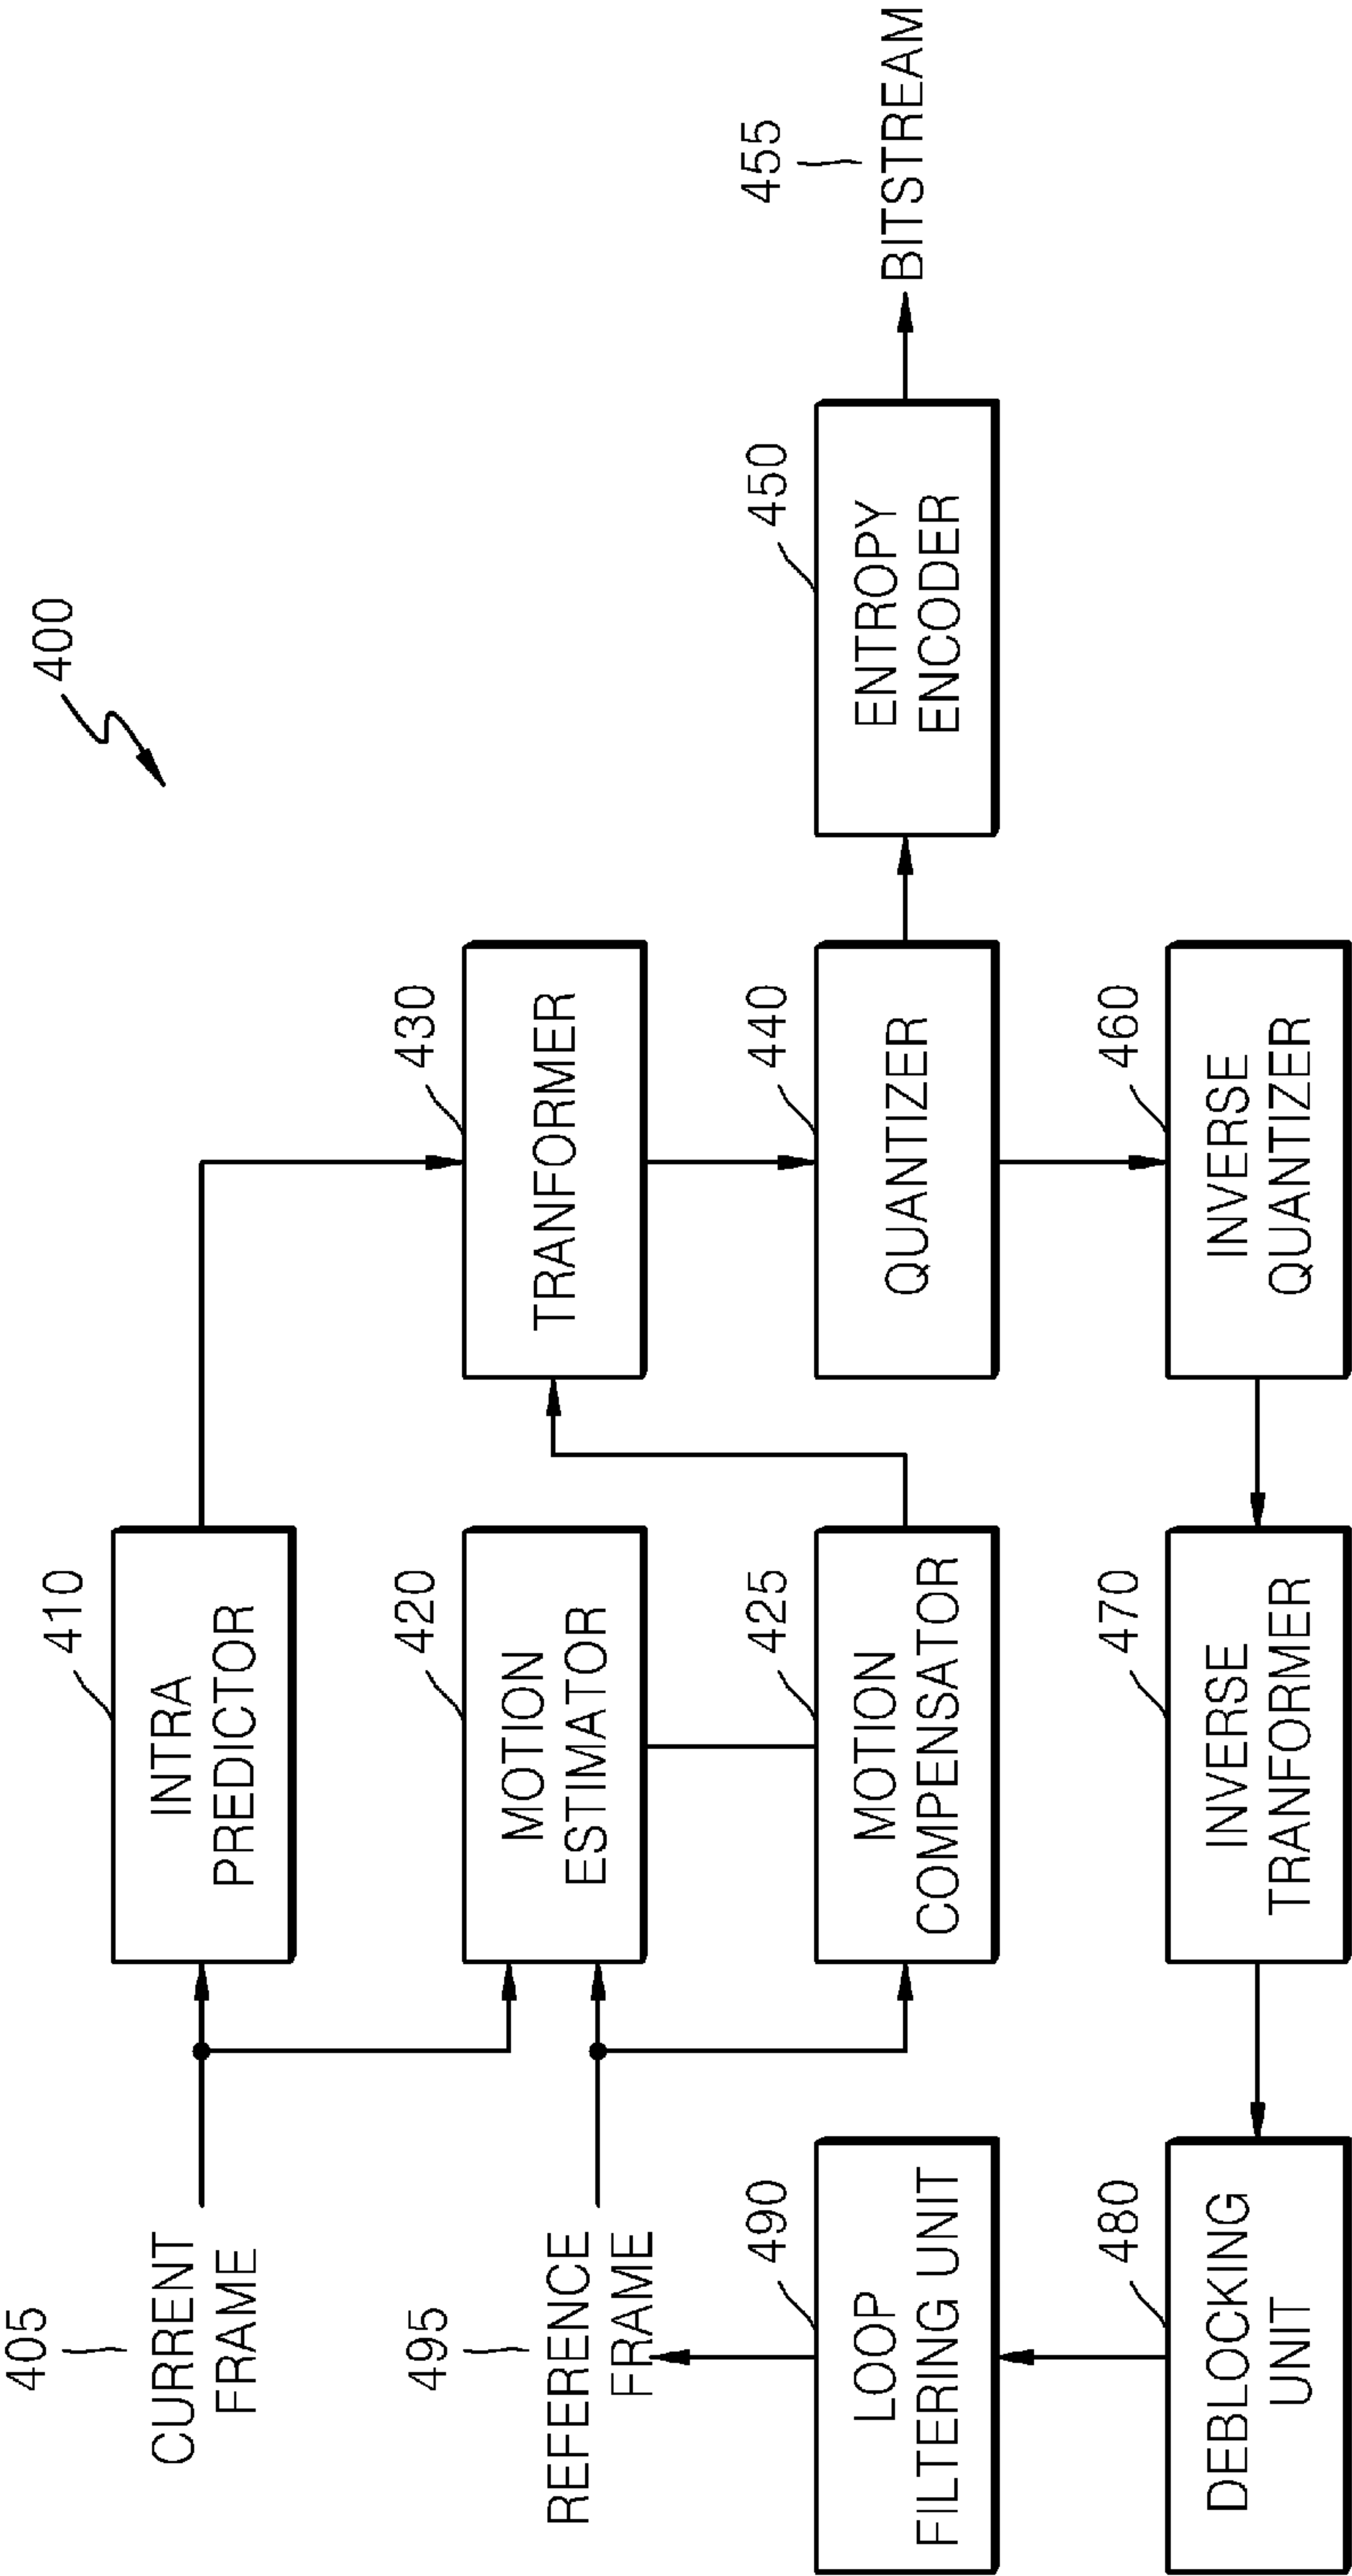 400
405
CURRENT
FRAME
410
INTRA
PREDICTOR
495
REFERENCE
FRAME
420
MOTION
ESTIMATOR
430
TRANFORMER
490
LOOP
FILTERING UNIT
425
MOTION
COMPENSATOR
440
QUANTIZER
450
ENTROPY
ENCODER
455
BITSTREAM
480
DEBLOCKING
UNIT
470
INVERSE
TRANFORMER
460
INVERSE
QUANTIZER